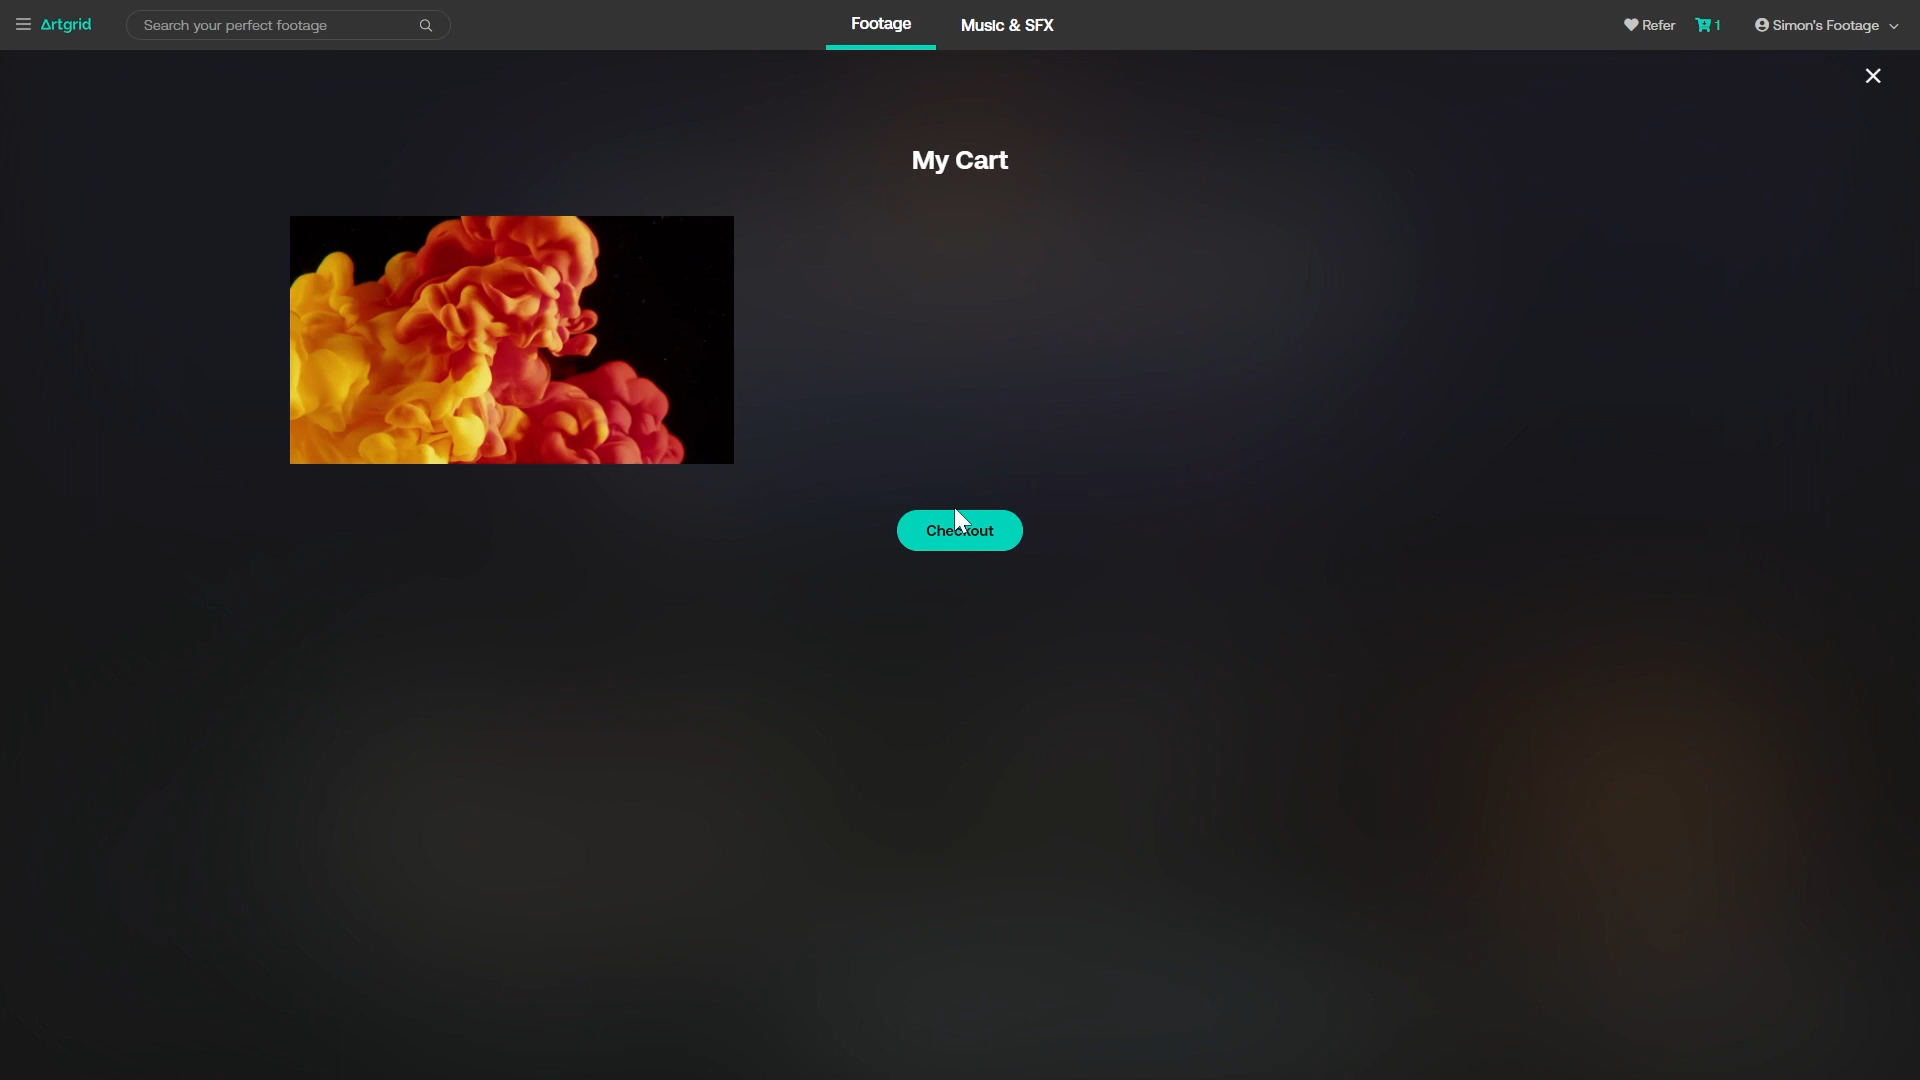 Artgrid
Search your perfect footage
Footage
Music & SFX
Refer
1
Simon's Footage
My Cart
Checkout